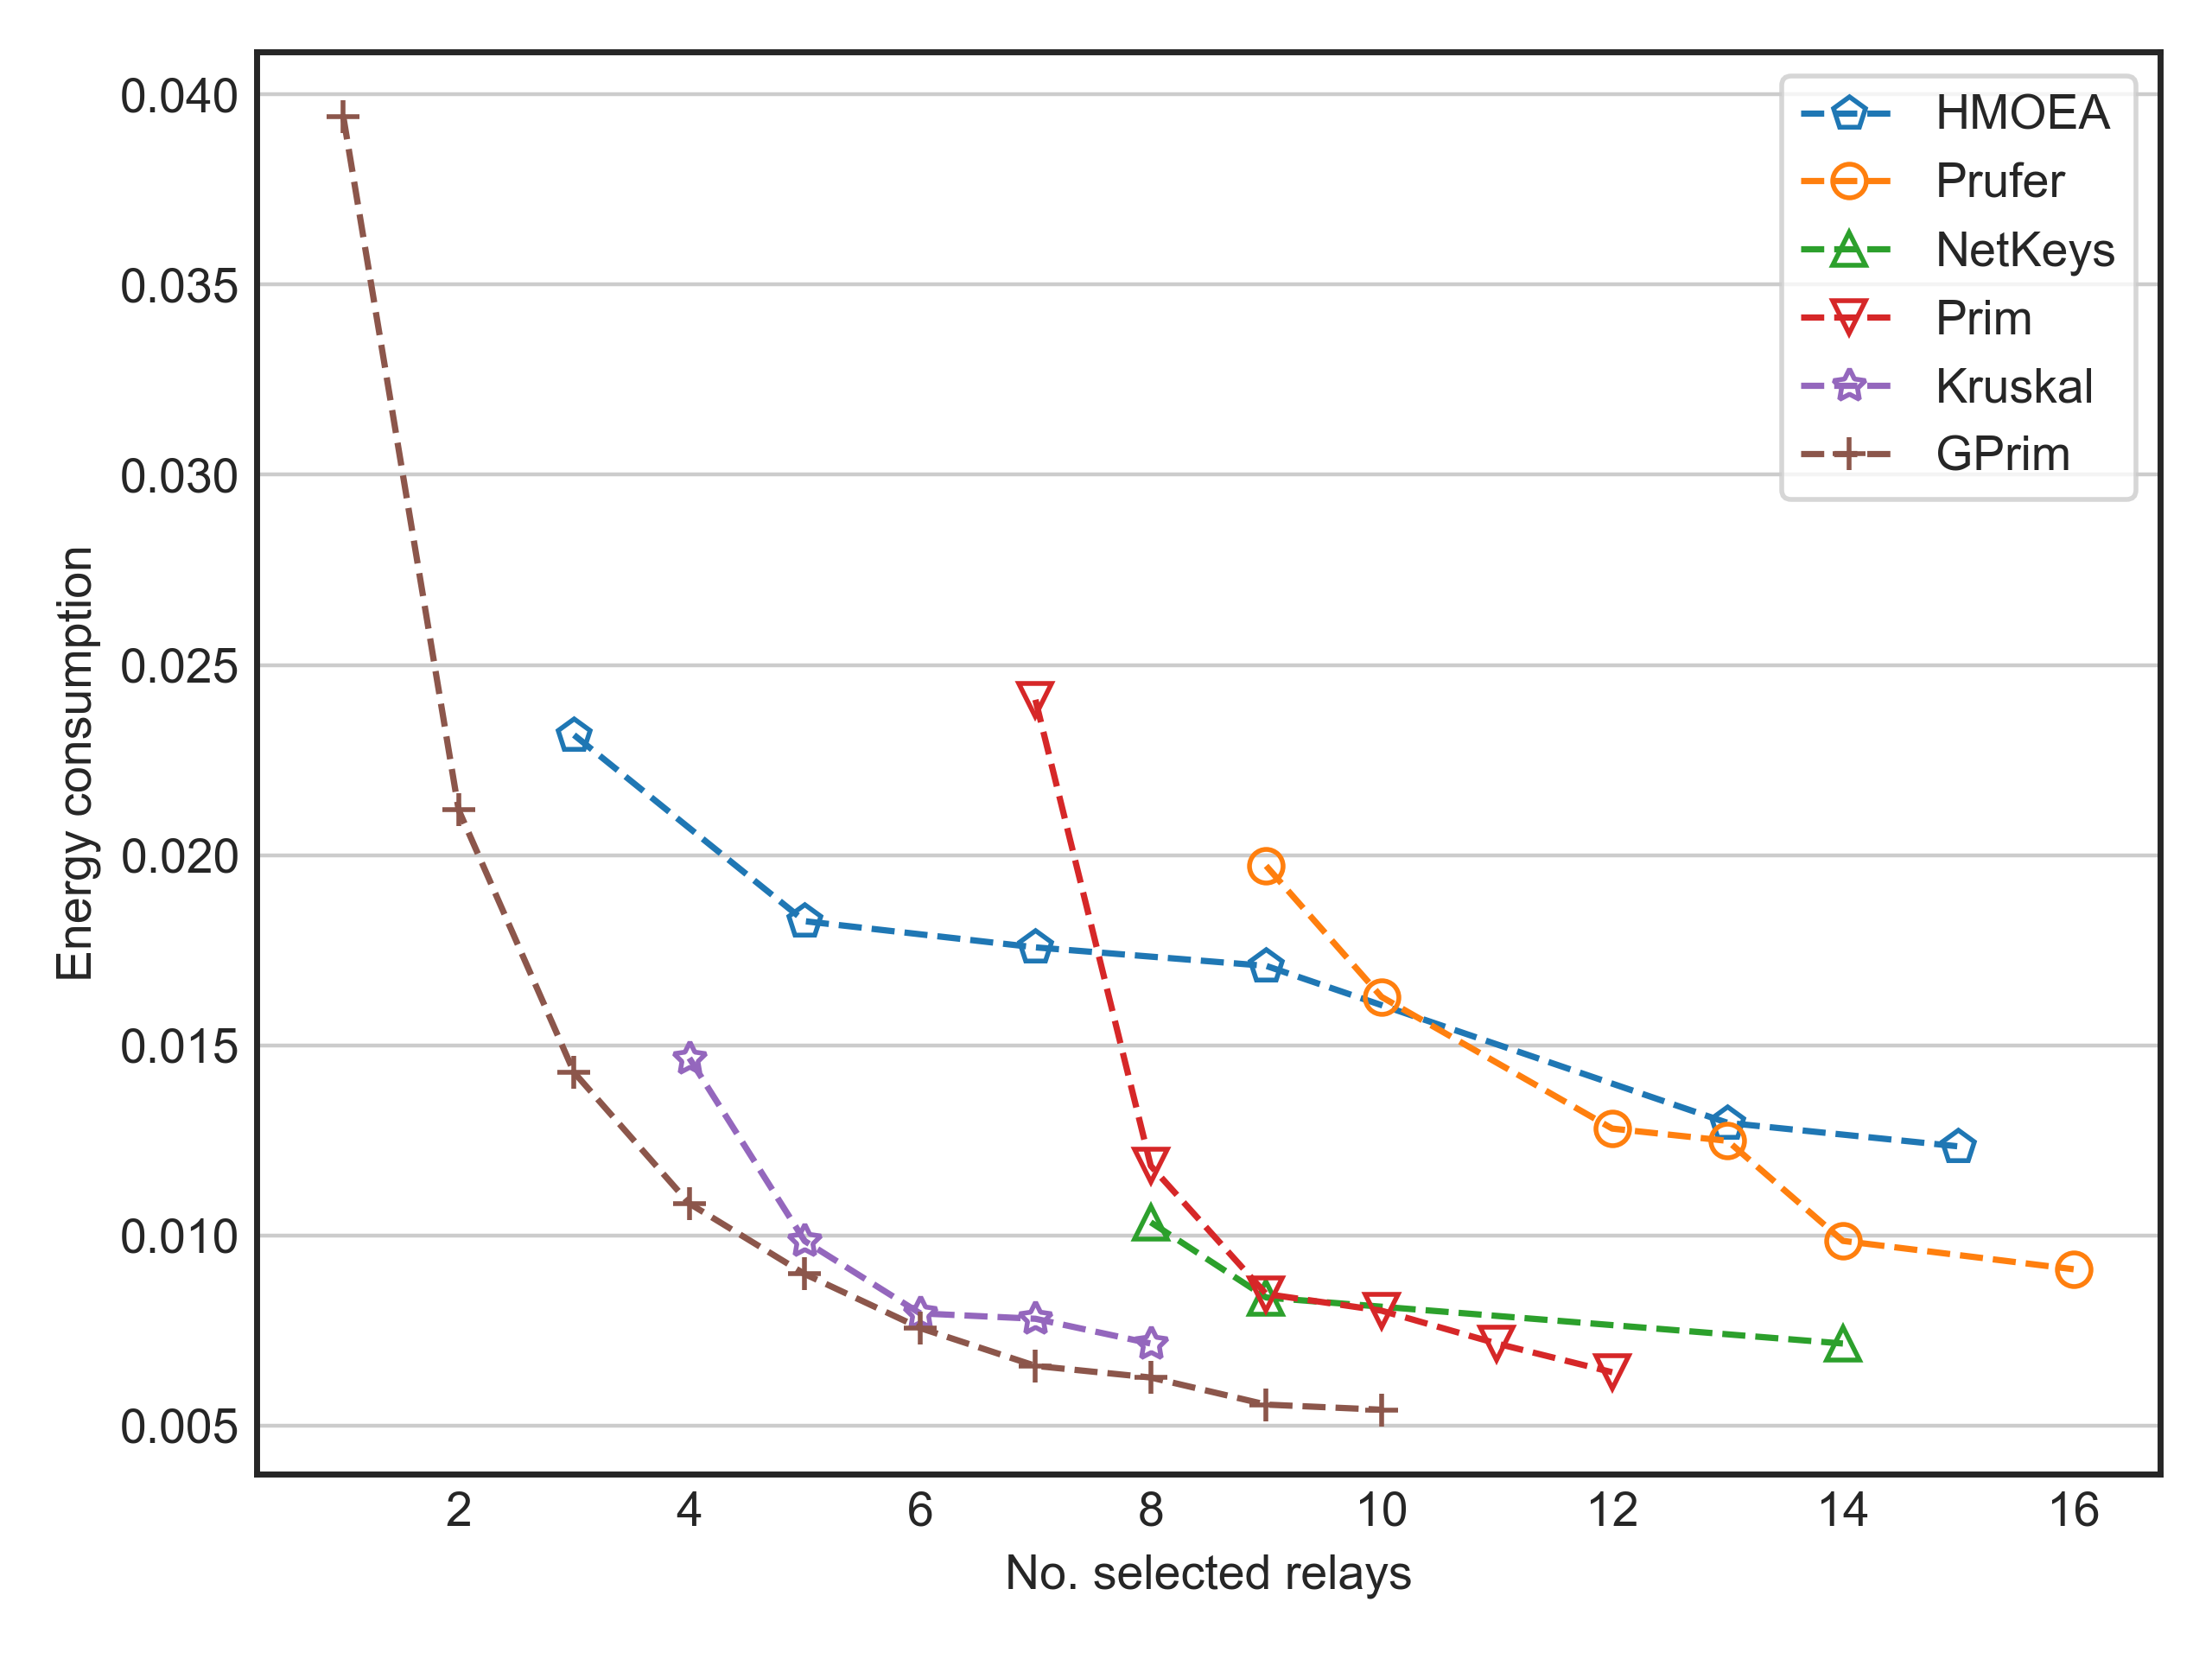 0.040
0.035
0.030
0.025
0.020
0.015
0.010
0.005
Energy consumption
2 4 6 8 10 12 14 16
No. selected relays
HMOEA
Prufer
NetKeys
Prim
Kruskal
GPrim